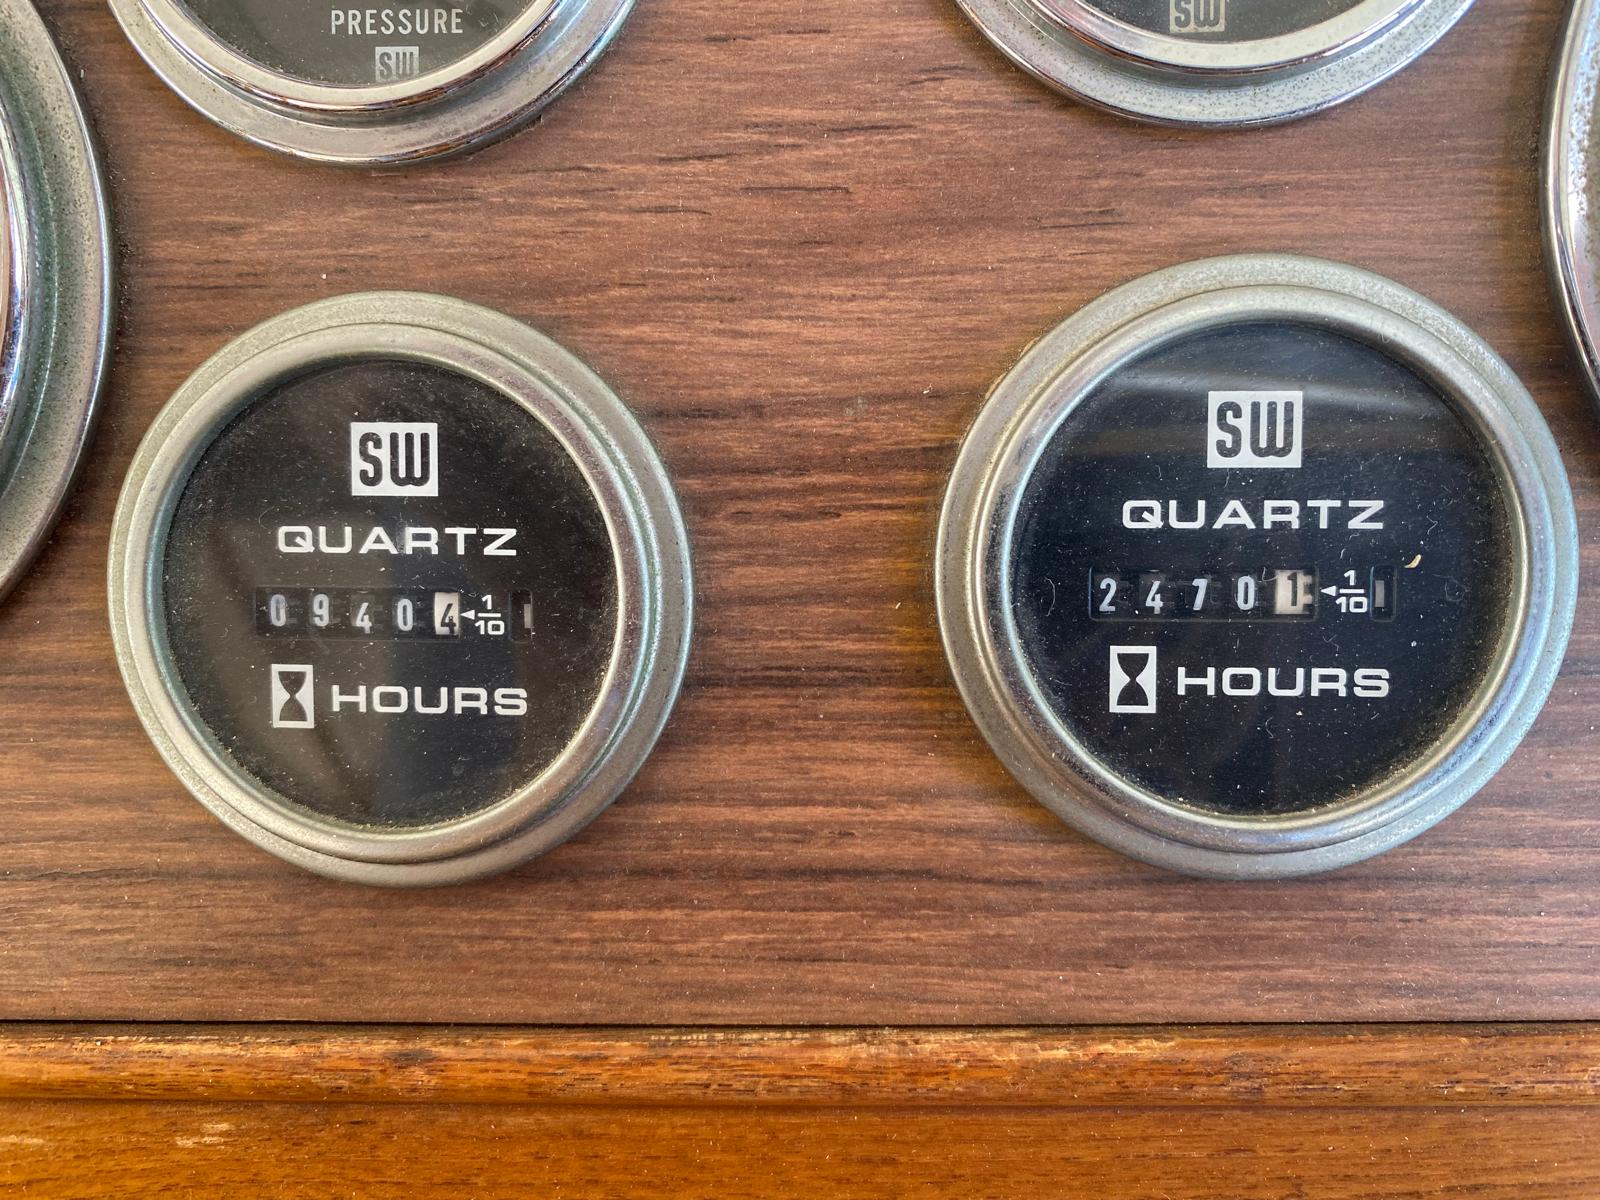 PRESSURE
SW
SW
SW
QUARTZ
09404 1/10
HOURS
SW
QUARTZ
24701 1/10
HOURS